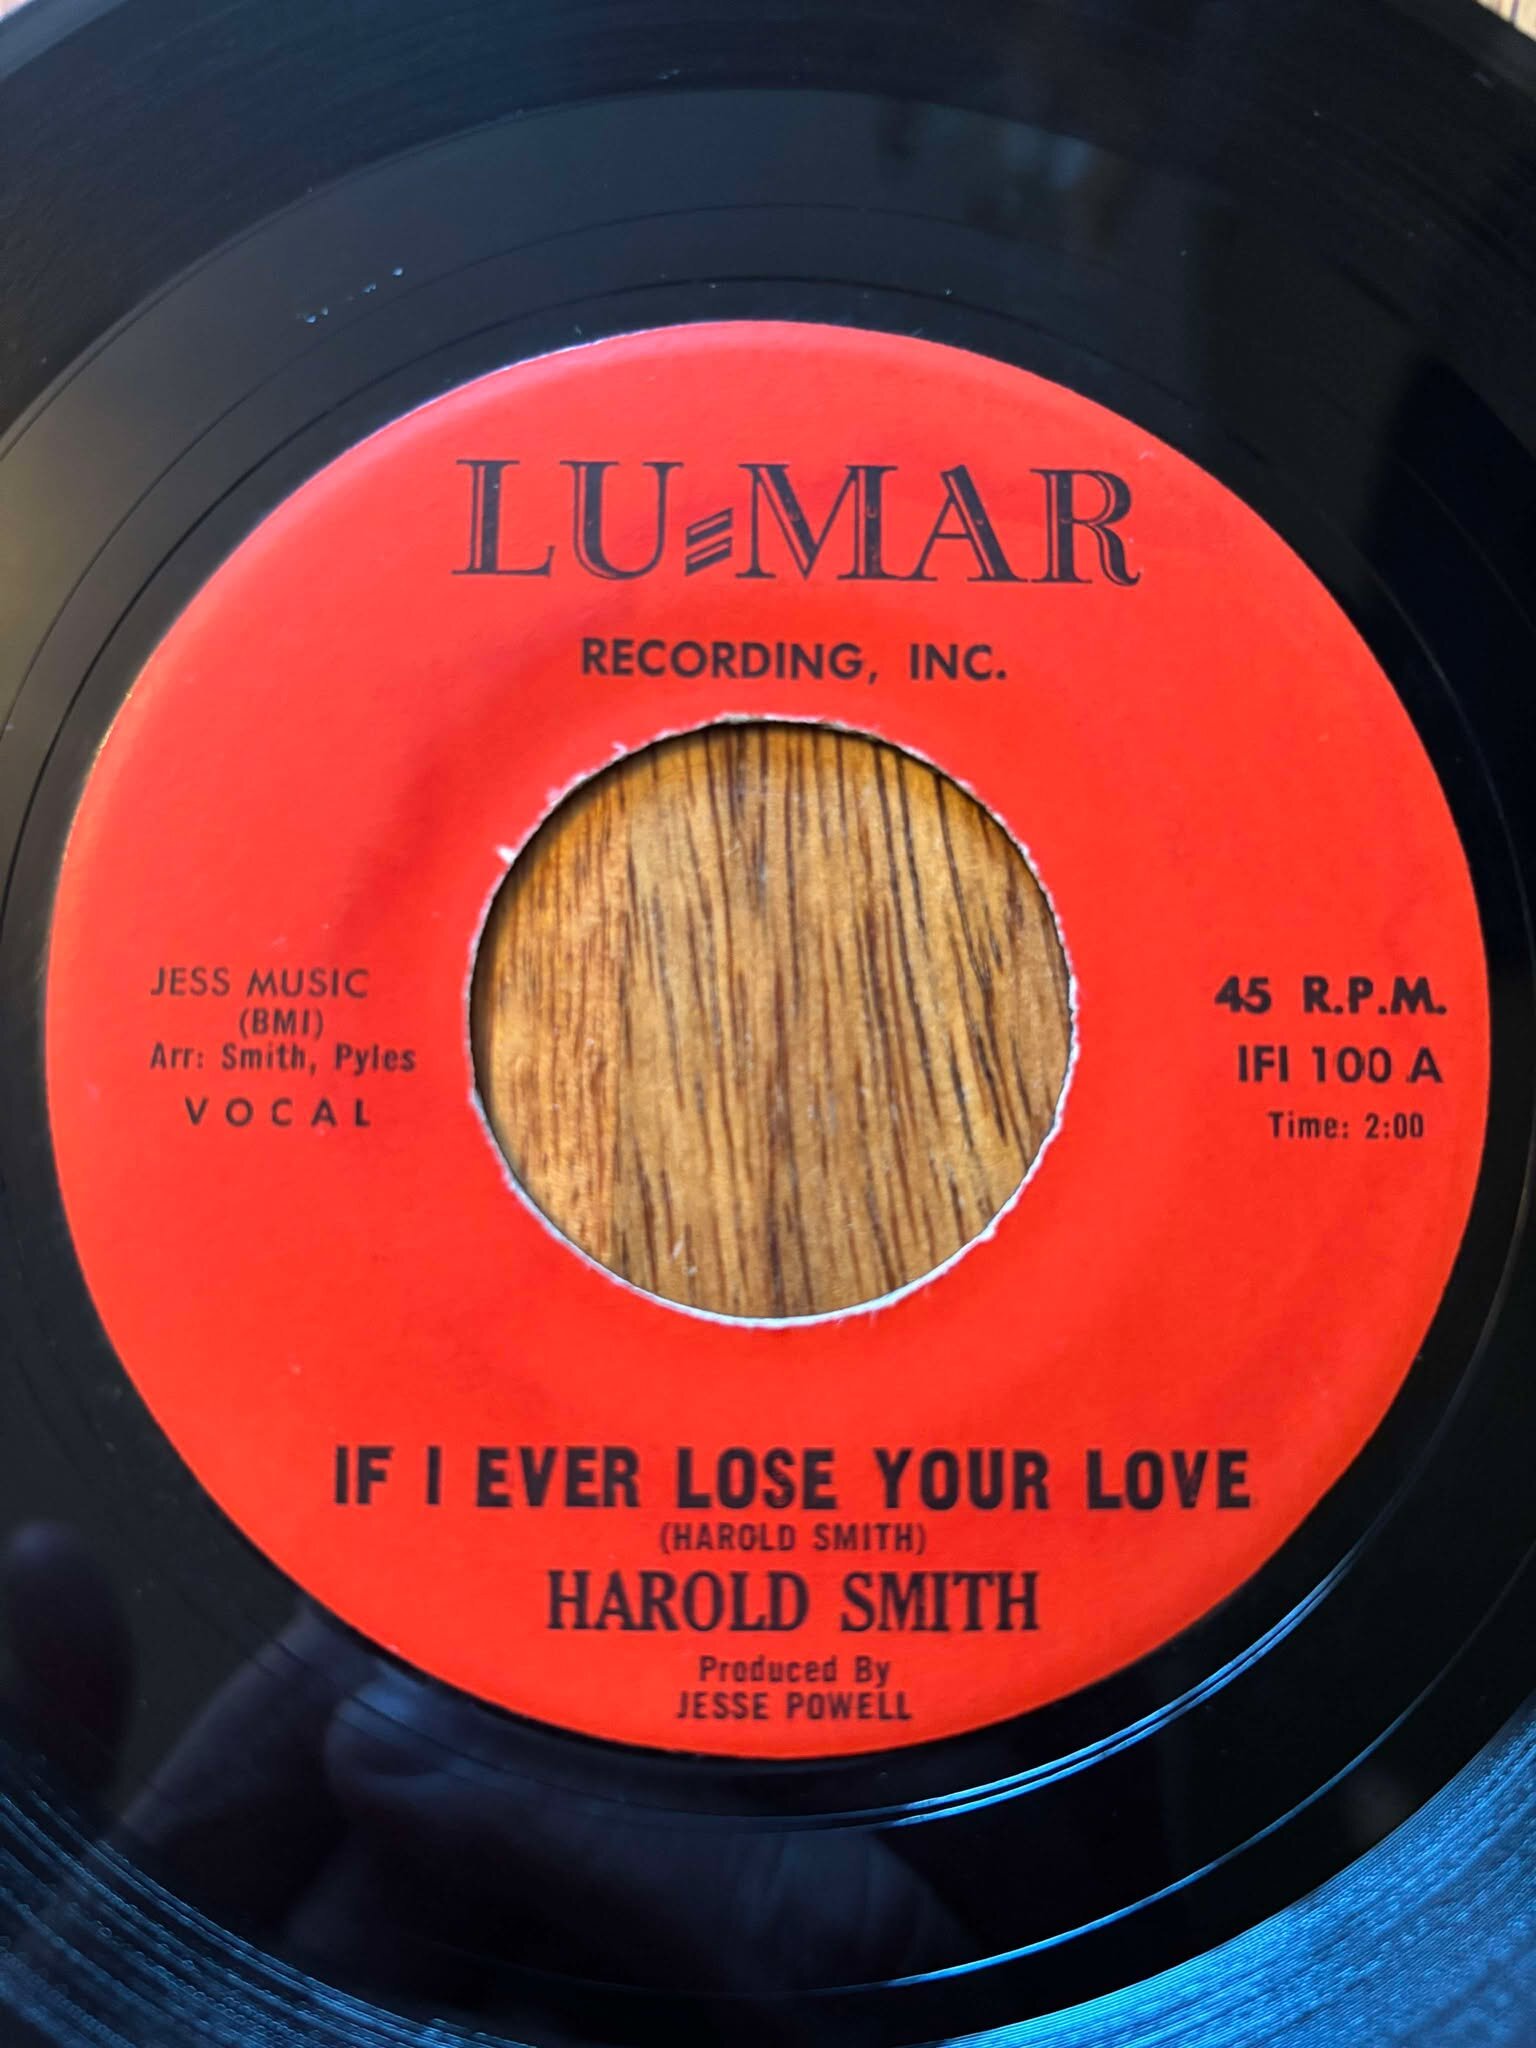 LU=MAR
RECORDING, INC.
JESS MUSIC
(BMI)
Arr: Smith, Pyles
VOCAL
45 R.P.M.
IFI 100 A
Time: 2:00
IF I EVER LOSE YOUR LOVE
(HAROLD SMITH)
HAROLD SMITH
Produced By
JESSE POWELL